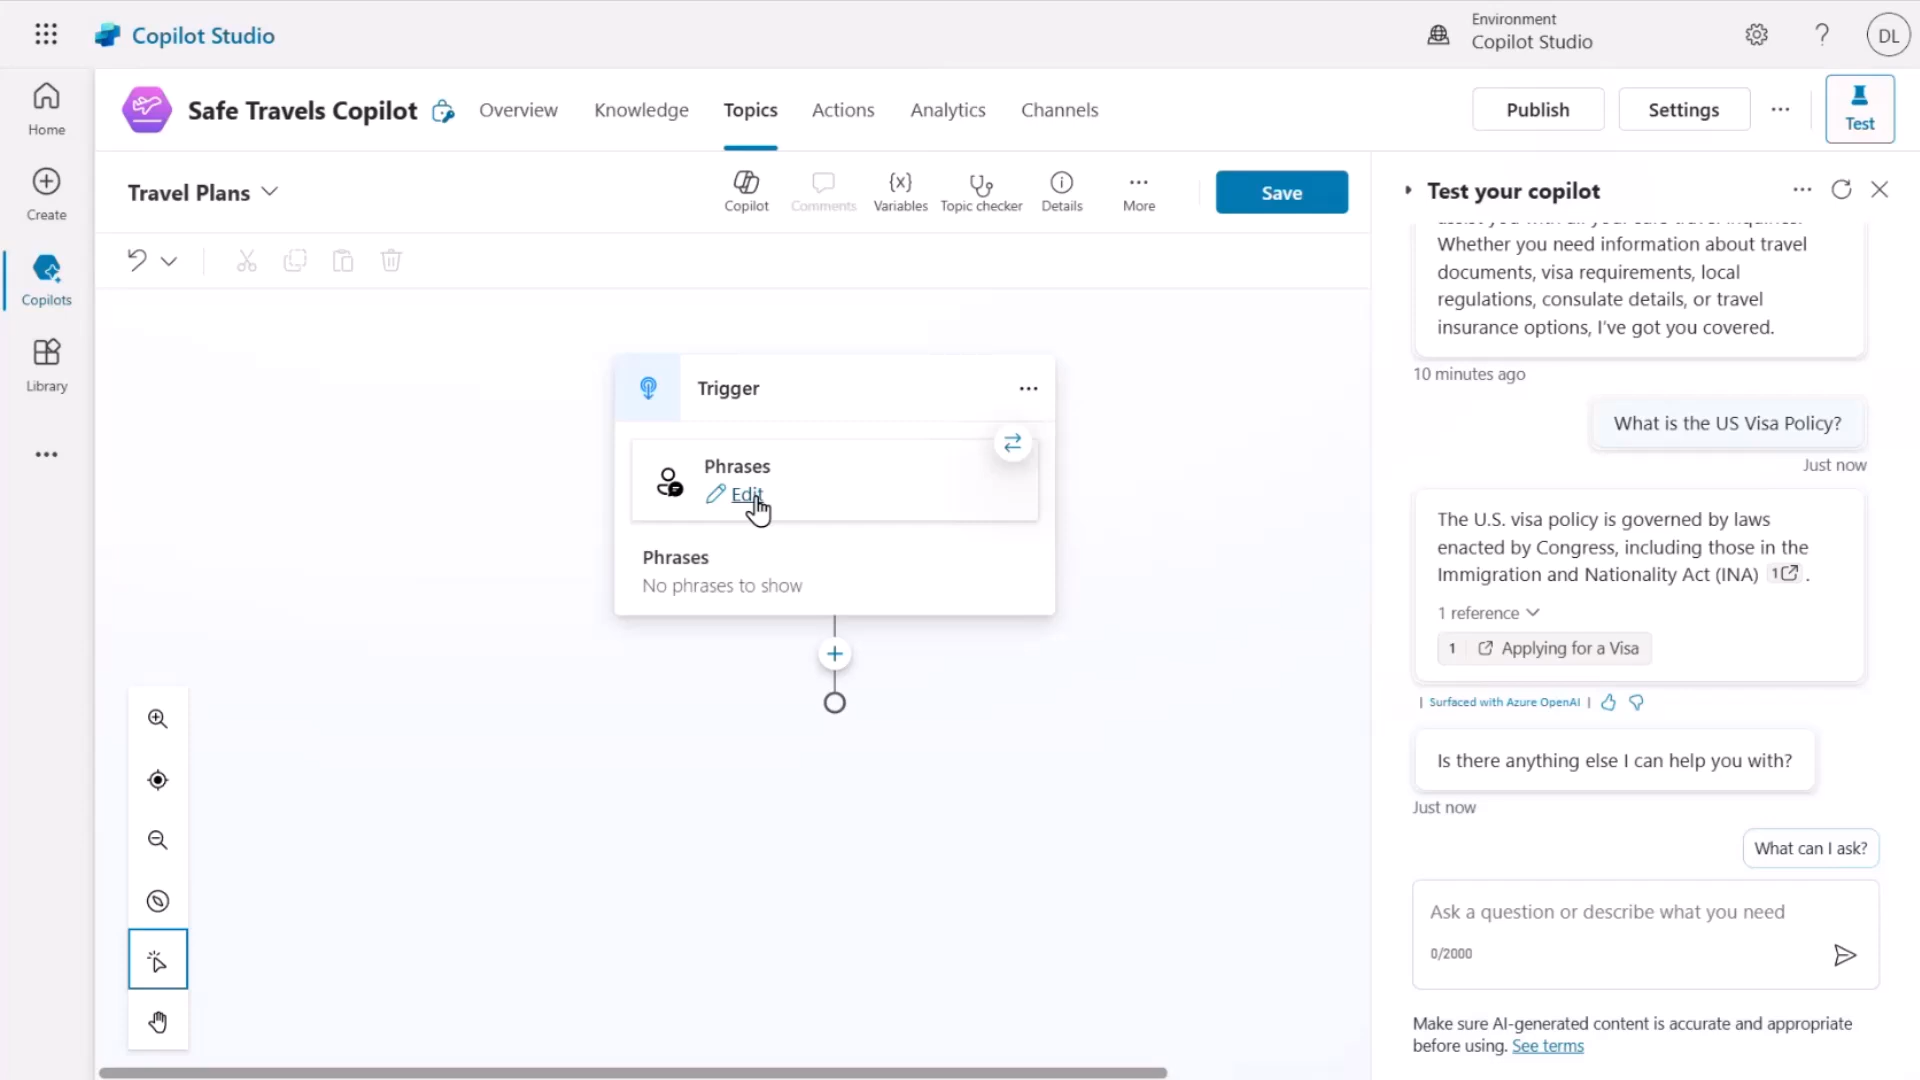 Copilot Studio
Environment
Copilot Studio
DL
Home
Create
Copilots
Library
Safe Travels Copilot
Overview
Knowledge
Topics
Actions
Analytics
Channels
Publish
Settings
Test
Travel Plans
Copilot
Comments
Variables
Topic checker
Details
More
Save
Trigger
Phrases
Edit
Phrases
No phrases to show
Test your copilot
Whether you need information about travel
documents, visa requirements, local
regulations, consulate details, or travel
insurance options, I've got you covered.
10 minutes ago
What is the US Visa Policy?
Just now
The U.S. visa policy is governed by laws
enacted by Congress, including those in the
Immigration and Nationality Act (INA) 1 .
1 reference
1 Applying for a Visa
| Surfaced with Azure OpenAI |
Is there anything else I can help you with?
Just now
What can I ask?
Ask a question or describe what you need
0/2000
Make sure AI-generated content is accurate and appropriate
before using. See terms